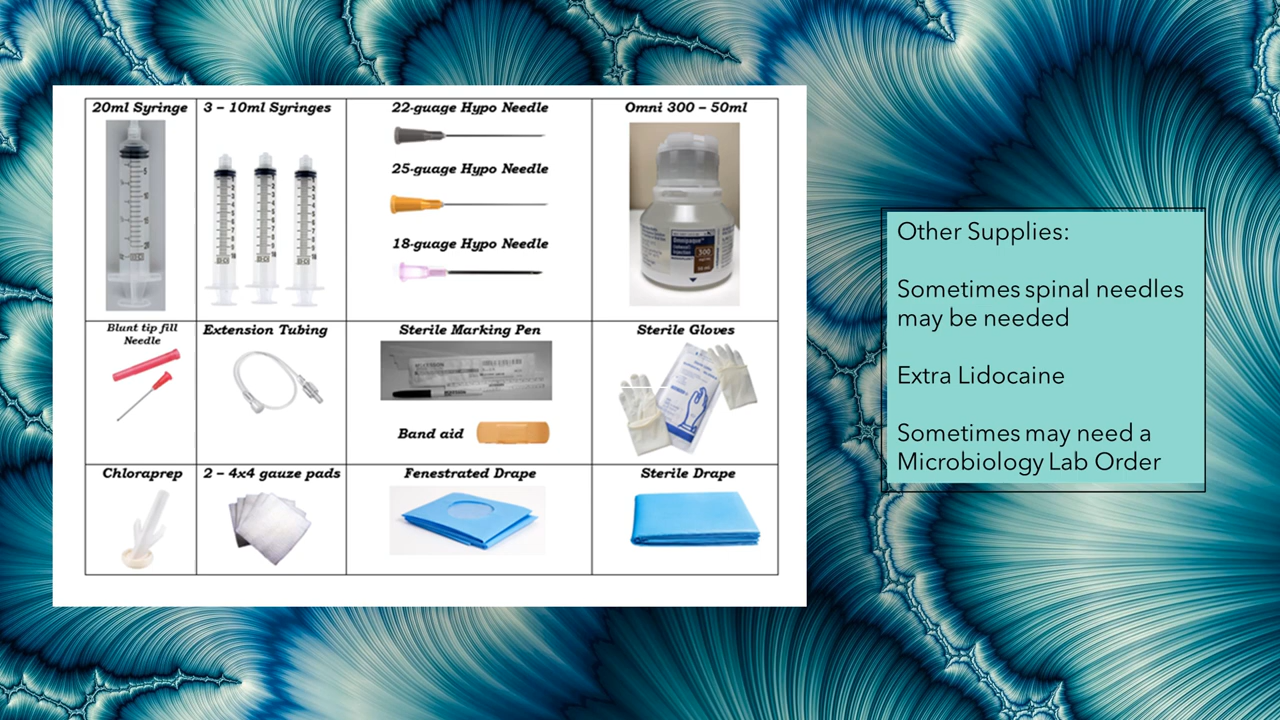 20ml Syringe
3 – 10ml Syringes
22-guage Hypo Needle
25-guage Hypo Needle
18-guage Hypo Needle
Omni 300 – 50ml
Omnipaque
300
Blunt tip fill
Needle
Extension Tubing
Sterile Marking Pen
Band aid
Sterile Gloves
Chloraprep
2 – 4x4 gauze pads
Fenestrated Drape
Sterile Drape
Other Supplies:
Sometimes spinal needles
may be needed
Extra Lidocaine
Sometimes may need a
Microbiology Lab Order